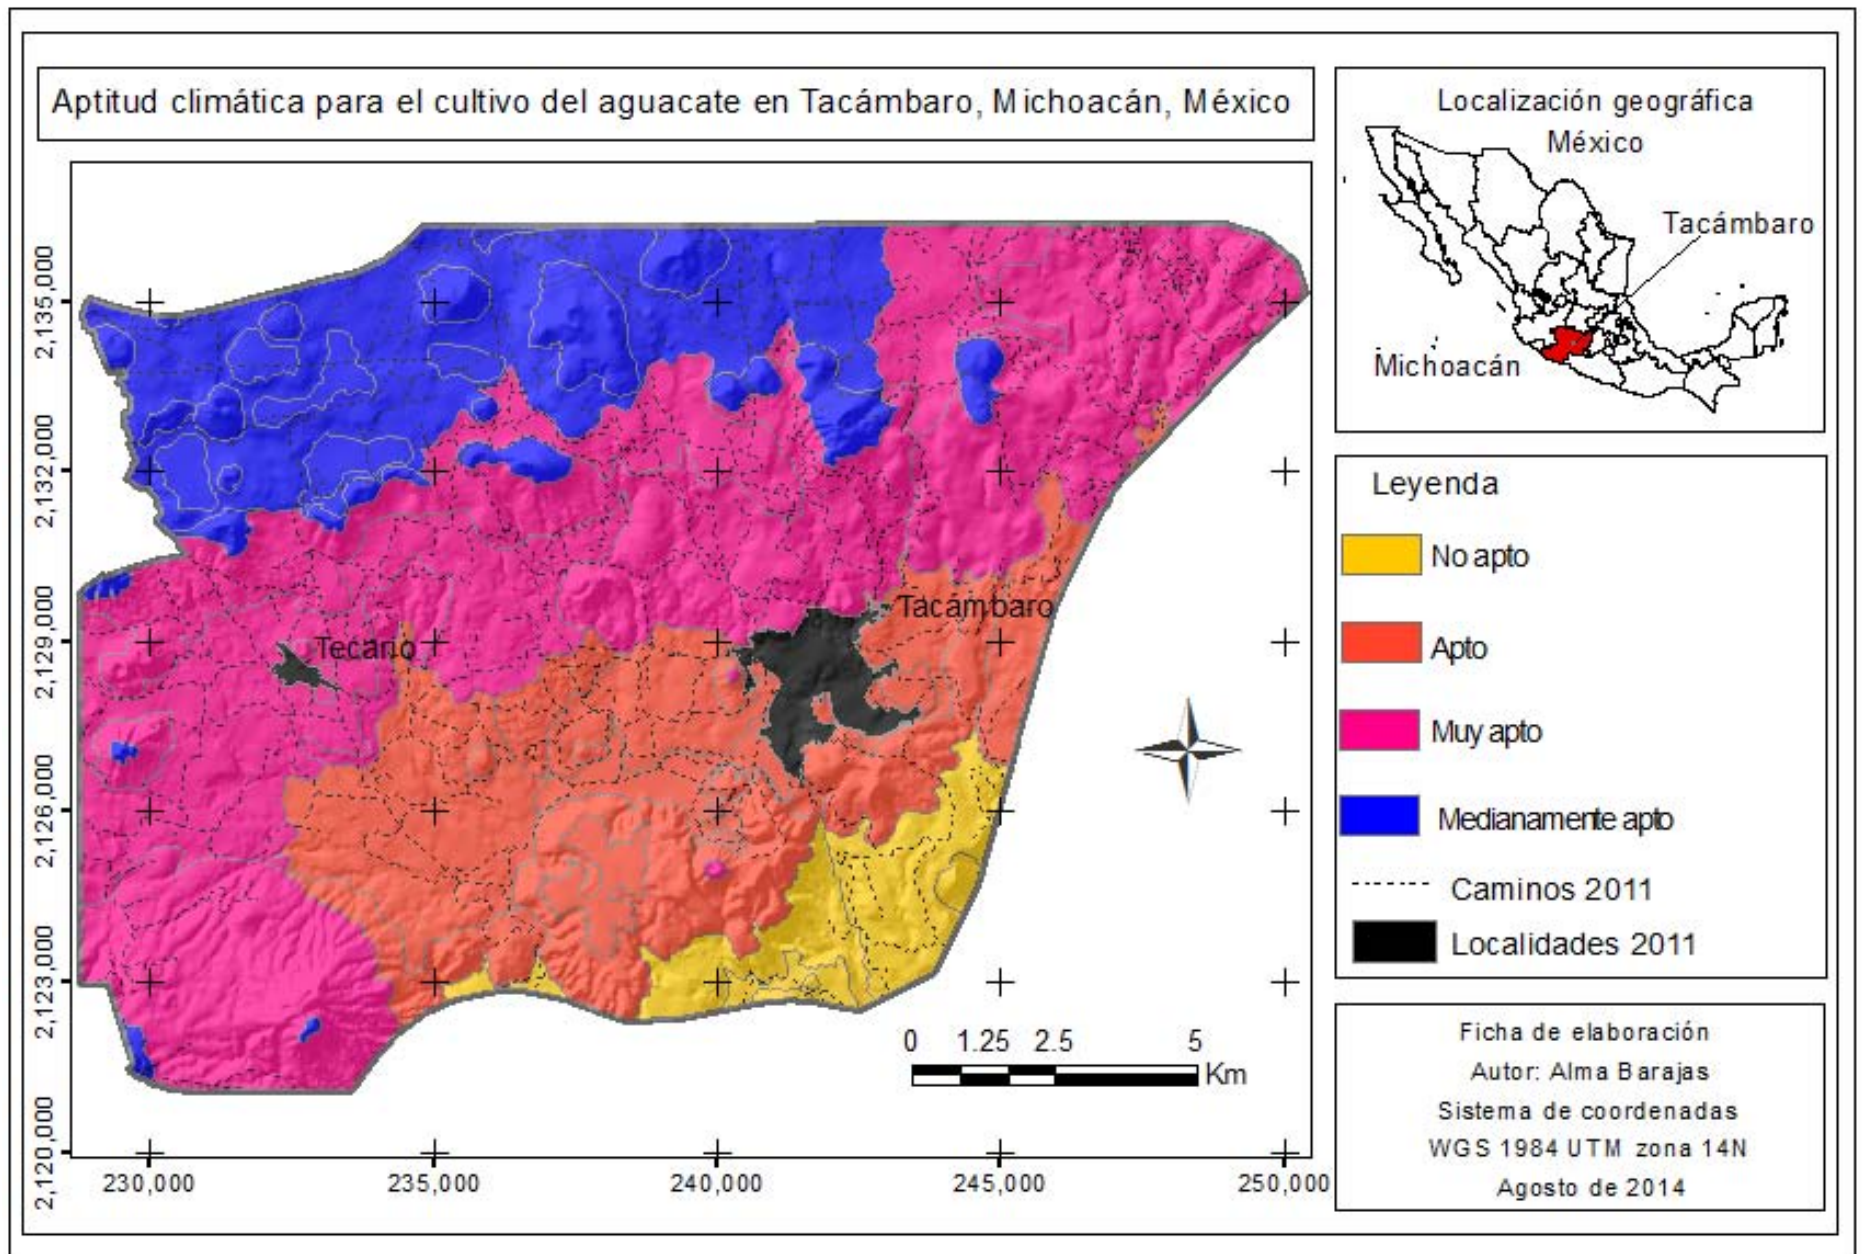 Aptitud climática para el cultivo del aguacate en Tacámbaro, Michoacán, México
Localización geográfica
México
Tacámbaro
Michoacán
2,135,000
2,132,000
2,129,000
2,126,000
2,123,000
2,120,000
230,000
235,000
240,000
245,000
250,000
Tacámbaro
Tecario
0 1.25 2.5 5
Km
Leyenda
No apto
Apto
Muy apto
Medianamente apto
Caminos 2011
Localidades 2011
Ficha de elaboración
Autor: Alma Barajas
Sistema de coordenadas
WGS 1984 UTM zona 14N
Agosto de 2014